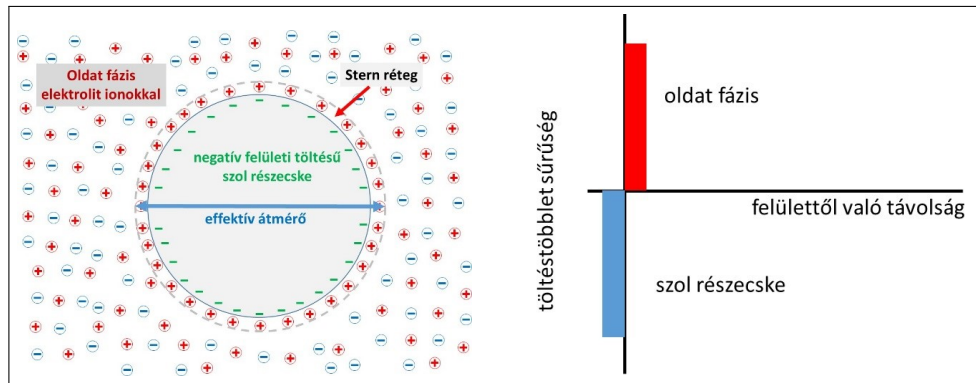 Oldat fázis
elektrolit ionokkal
Stern réteg
negatív felületi töltésű
szol részecske
effektív átmérő
töltéstöbblet sűrűség
oldat fázis
felülettől való távolság
szol részecske